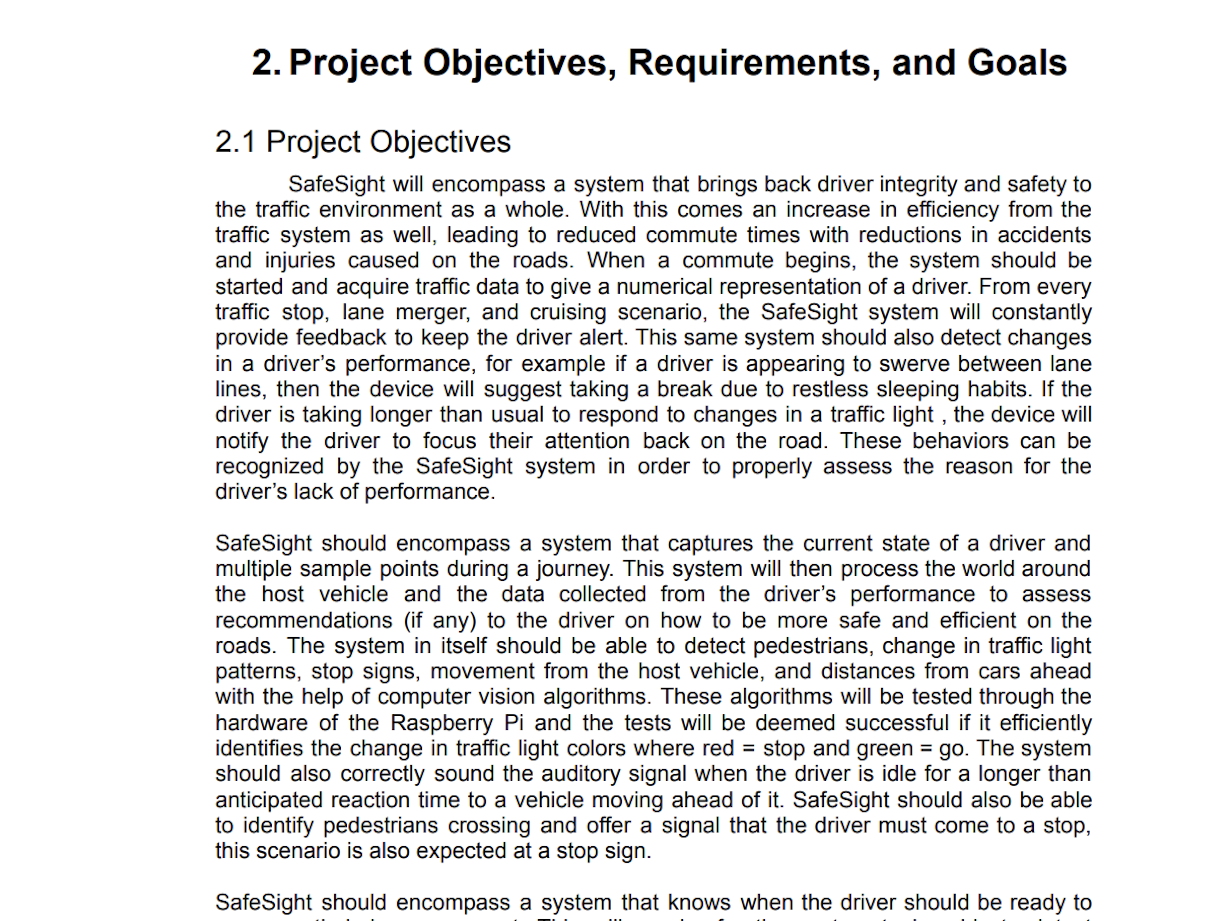 2. Project Objectives, Requirements, and Goals
2.1 Project Objectives
SafeSight will encompass a system that brings back driver integrity and safety to
the traffic environment as a whole. With this comes an increase in efficiency from the
traffic system as well, leading to reduced commute times with reductions in accidents
and injuries caused on the roads. When a commute begins, the system should be
started and acquire traffic data to give a numerical representation of a driver. From every
traffic stop, lane merger, and cruising scenario, the SafeSight system will constantly
provide feedback to keep the driver alert. This same system should also detect changes
in a driver’s performance, for example if a driver is appearing to swerve between lane
lines, then the device will suggest taking a break due to restless sleeping habits. If the
driver is taking longer than usual to respond to changes in a traffic light , the device will
notify the driver to focus their attention back on the road. These behaviors can be
recognized by the SafeSight system in order to properly assess the reason for the
driver’s lack of performance.
SafeSight should encompass a system that captures the current state of a driver and
multiple sample points during a journey. This system will then process the world around
the host vehicle and the data collected from the driver’s performance to assess
recommendations (if any) to the driver on how to be more safe and efficient on the
roads. The system in itself should be able to detect pedestrians, change in traffic light
patterns, stop signs, movement from the host vehicle, and distances from cars ahead
with the help of computer vision algorithms. These algorithms will be tested through the
hardware of the Raspberry Pi and the tests will be deemed successful if it efficiently
identifies the change in traffic light colors where red = stop and green = go. The system
should also correctly sound the auditory signal when the driver is idle for a longer than
anticipated reaction time to a vehicle moving ahead of it. SafeSight should also be able
to identify pedestrians crossing and offer a signal that the driver must come to a stop,
this scenario is also expected at a stop sign.
SafeSight should encompass a system that knows when the driver should be ready to